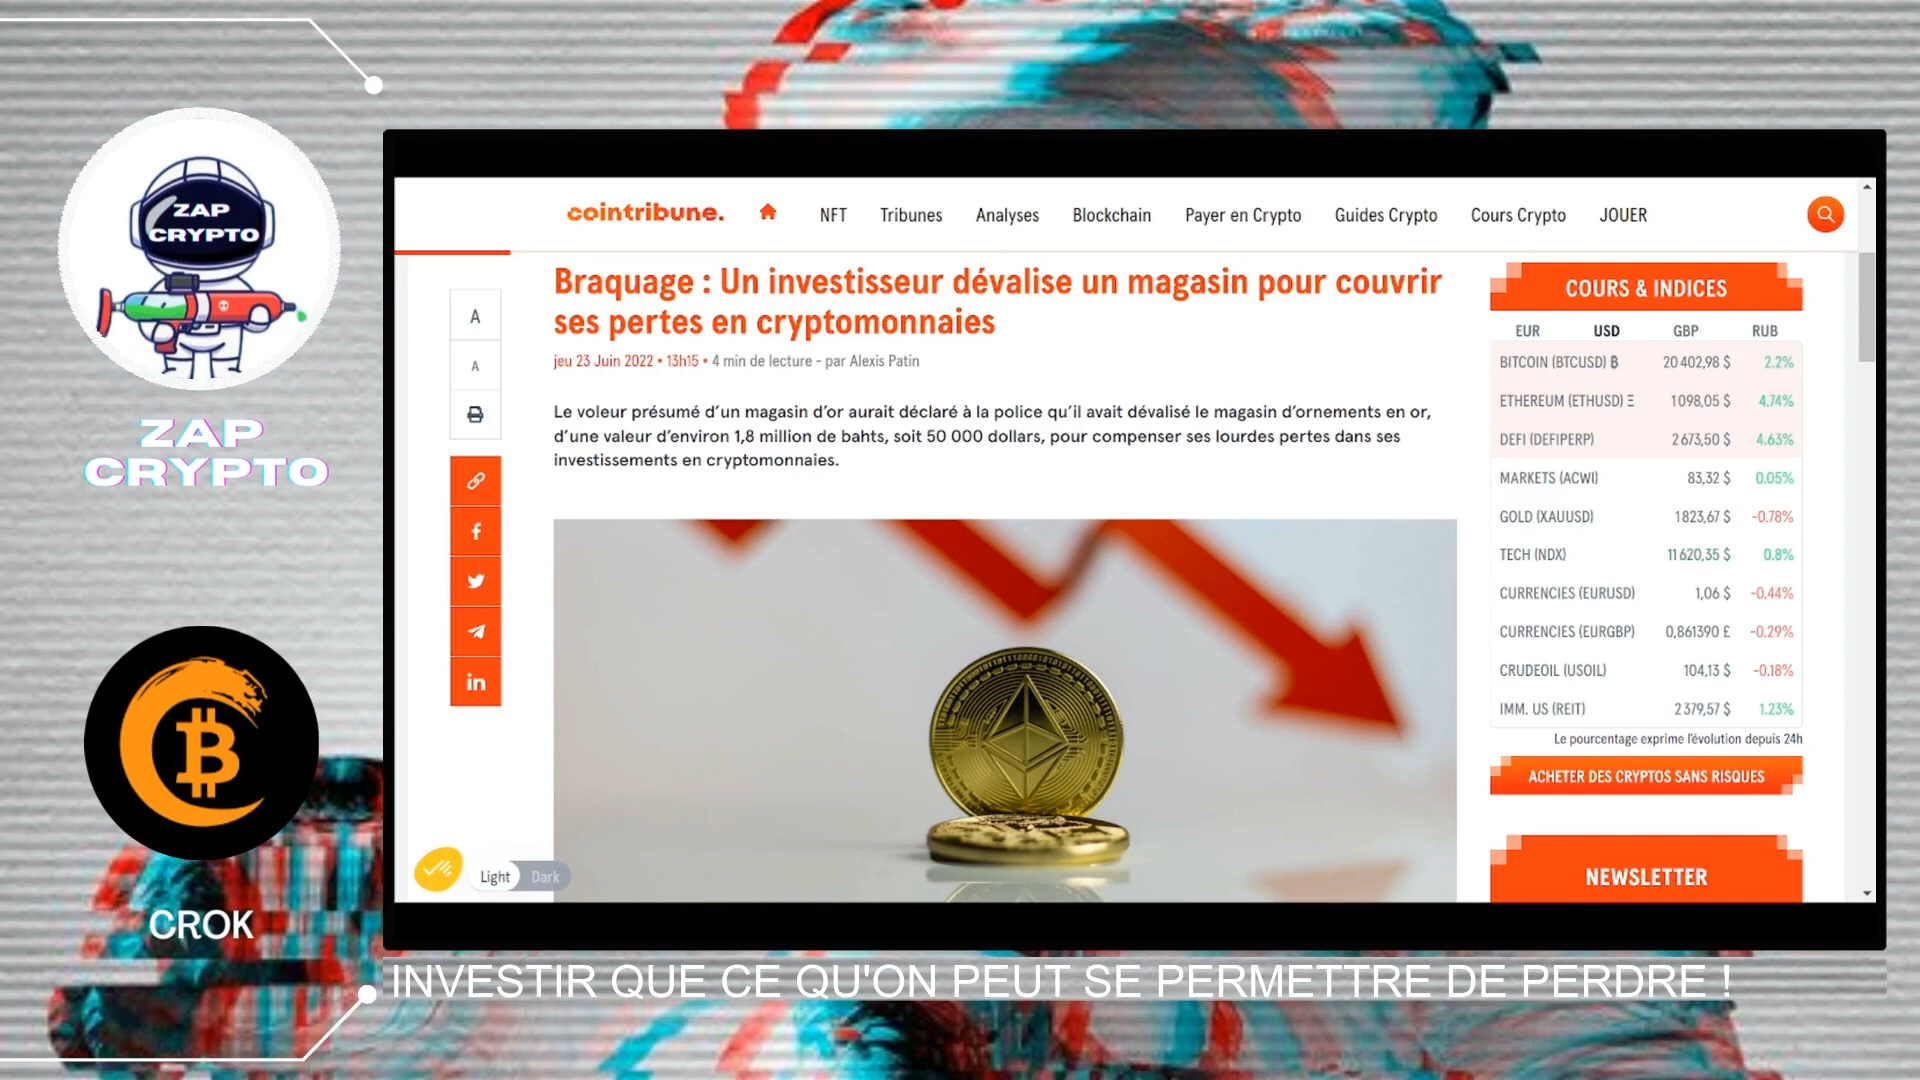 ZAP
CRYPTO
ZAP
CRYPTO
CROK
cointribune.
NFT
Tribunes
Analyses
Blockchain
Payer en Crypto
Guides Crypto
Cours Crypto
JOUER
A
A
Braquage : Un investisseur dévalise un magasin pour couvrir
ses pertes en cryptomonnaies
jeu 23 Juin 2022 • 13h15 • 4 min de lecture - par Alexis Patin
Le voleur présumé d'un magasin d'or aurait déclaré à la police qu'il avait dévalisé le magasin d'ornements en or,
d'une valeur d'environ 1,8 million de bahts, soit 50 000 dollars, pour compenser ses lourdes pertes dans ses
investissements en cryptomonnaies.
Light Dark
COURS & INDICES
EUR USD GBP RUB
BITCOIN (BTCUSD) ฿ 20 402,98 $ 2.2%
ETHEREUM (ETHUSD) Ξ 1 098,05 $ 4.74%
DEFI (DEFIPERP) 2 673,50 $ 4.63%
MARKETS (ACWI) 83,32 $ 0.05%
GOLD (XAUUSD) 1 823,67 $ -0.78%
TECH (NDX) 11 620,35 $ 0.8%
CURRENCIES (EURUSD) 1,06 $ -0.44%
CURRENCIES (EURGBP) 0,861390 £ -0.29%
CRUDEOIL (USOIL) 104,13 $ -0.18%
IMM. US (REIT) 2 379,57 $ 1.23%
Le pourcentage exprime l'évolution depuis 24h
ACHETER DES CRYPTOS SANS RISQUES
NEWSLETTER
INVESTIR QUE CE QU'ON PEUT SE PERMETTRE DE PERDRE !